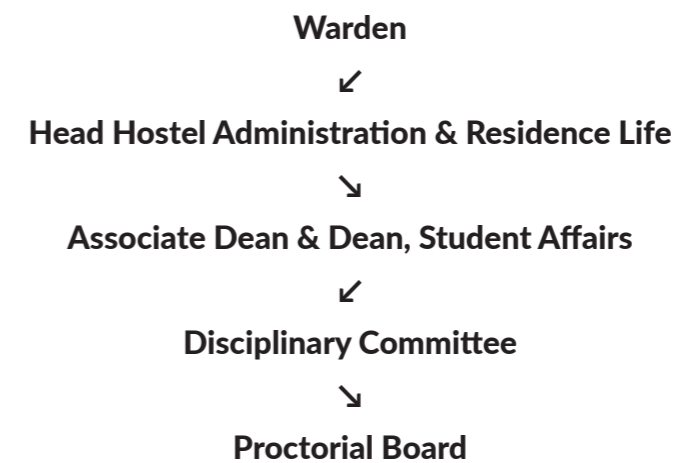 Warden
↙
Head Hostel Administration & Residence Life
↘
Associate Dean & Dean, Student Affairs
↙
Disciplinary Committee
↘
Proctorial Board